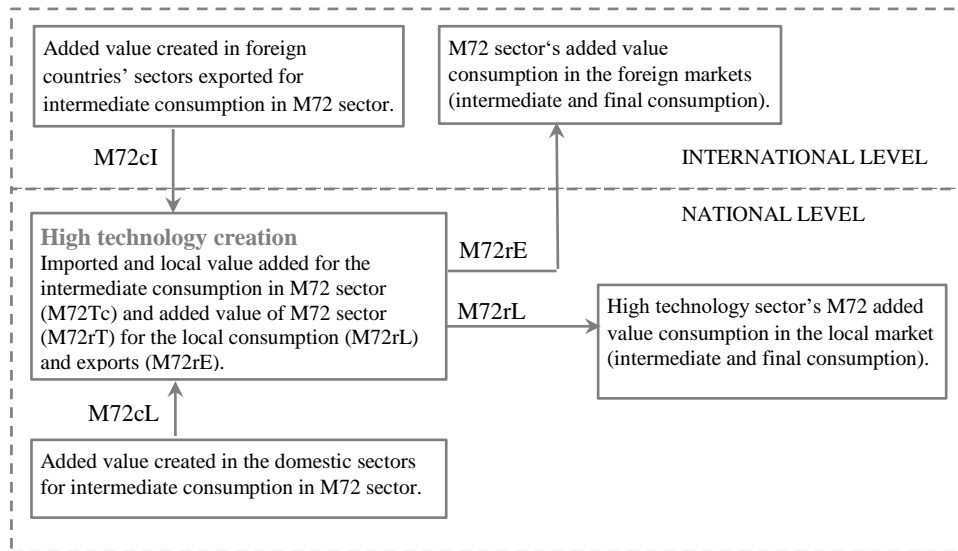 Added value created in foreign
countries’ sectors exported for
intermediate consumption in M72 sector.
M72 sector‘s added value
consumption in the foreign markets
(intermediate and final consumption).
M72cI
INTERNATIONAL LEVEL
NATIONAL LEVEL
High technology creation
Imported and local value added for the
intermediate consumption in M72 sector
(M72Tc) and added value of M72 sector
(M72rT) for the local consumption (M72rL)
and exports (M72rE).
M72rE
M72rL
High technology sector’s M72 added
value consumption in the local market
(intermediate and final consumption).
M72cL
Added value created in the domestic sectors
for intermediate consumption in M72 sector.